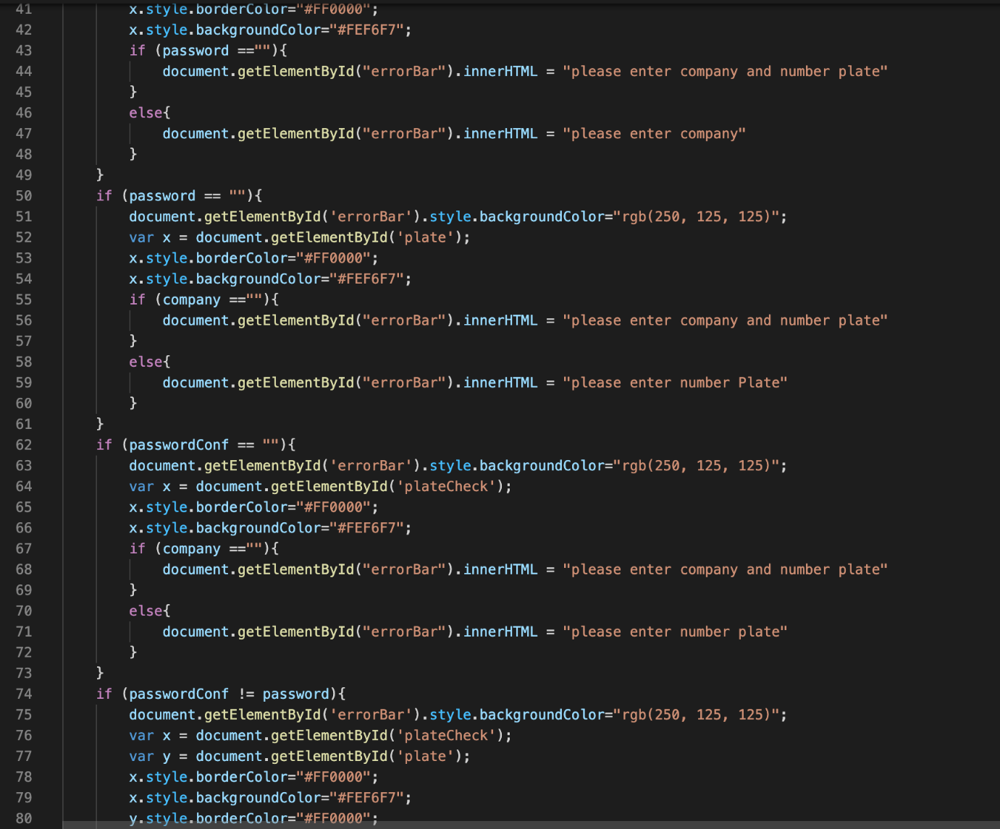 41 x.style.borderColor="#FF0000";
42 x.style.backgroundColor="#FEF6F7";
43 if (password ==""){
44 document.getElementById("errorBar").innerHTML = "please enter company and number plate"
45 }
46 else{
47 document.getElementById("errorBar").innerHTML = "please enter company"
48 }
49 }
50 if (password == ""){
51 document.getElementById('errorBar').style.backgroundColor="rgb(250, 125, 125)";
52 var x = document.getElementById('plate');
53 x.style.borderColor="#FF0000";
54 x.style.backgroundColor="#FEF6F7";
55 if (company ==""){
56 document.getElementById("errorBar").innerHTML = "please enter company and number plate"
57 }
58 else{
59 document.getElementById("errorBar").innerHTML = "please enter number Plate"
60 }
61 }
62 if (passwordConf == ""){
63 document.getElementById('errorBar').style.backgroundColor="rgb(250, 125, 125)";
64 var x = document.getElementById('plateCheck');
65 x.style.borderColor="#FF0000";
66 x.style.backgroundColor="#FEF6F7";
67 if (company ==""){
68 document.getElementById("errorBar").innerHTML = "please enter company and number plate"
69 }
70 else{
71 document.getElementById("errorBar").innerHTML = "please enter number plate"
72 }
73 }
74 if (passwordConf != password){
75 document.getElementById('errorBar').style.backgroundColor="rgb(250, 125, 125)";
76 var x = document.getElementById('plateCheck');
77 var y = document.getElementById('plate');
78 x.style.borderColor="#FF0000";
79 x.style.backgroundColor="#FEF6F7";
80 y.style.borderColor="#FF0000";